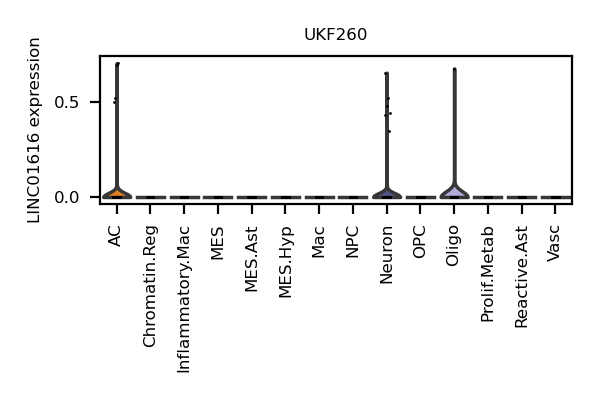 UKF260
LINC01616 expression
0.5
0.0
AC
Chromatin.Reg
Inflammatory.Mac
MES
MES.Ast
MES.Hyp
Mac
NPC
Neuron
OPC
Oligo
Prolif.Metab
Reactive.Ast
Vasc